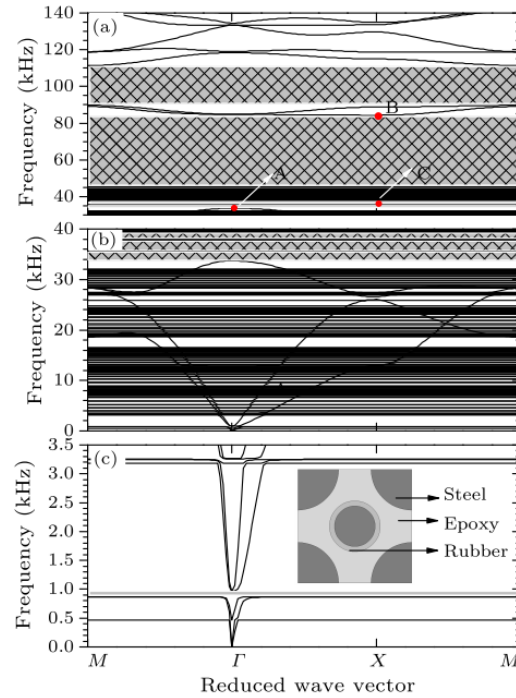 140
(a)
120
100
80
60
40
Frequency (kHz)
B
A
C
40
(b)
30
20
10
0
Frequency (kHz)
3.5
(c)
3.0
2.5
2.0
1.5
1.0
0.5
0.0
Frequency (kHz)
Steel
Epoxy
Rubber
M Γ X M
Reduced wave vector